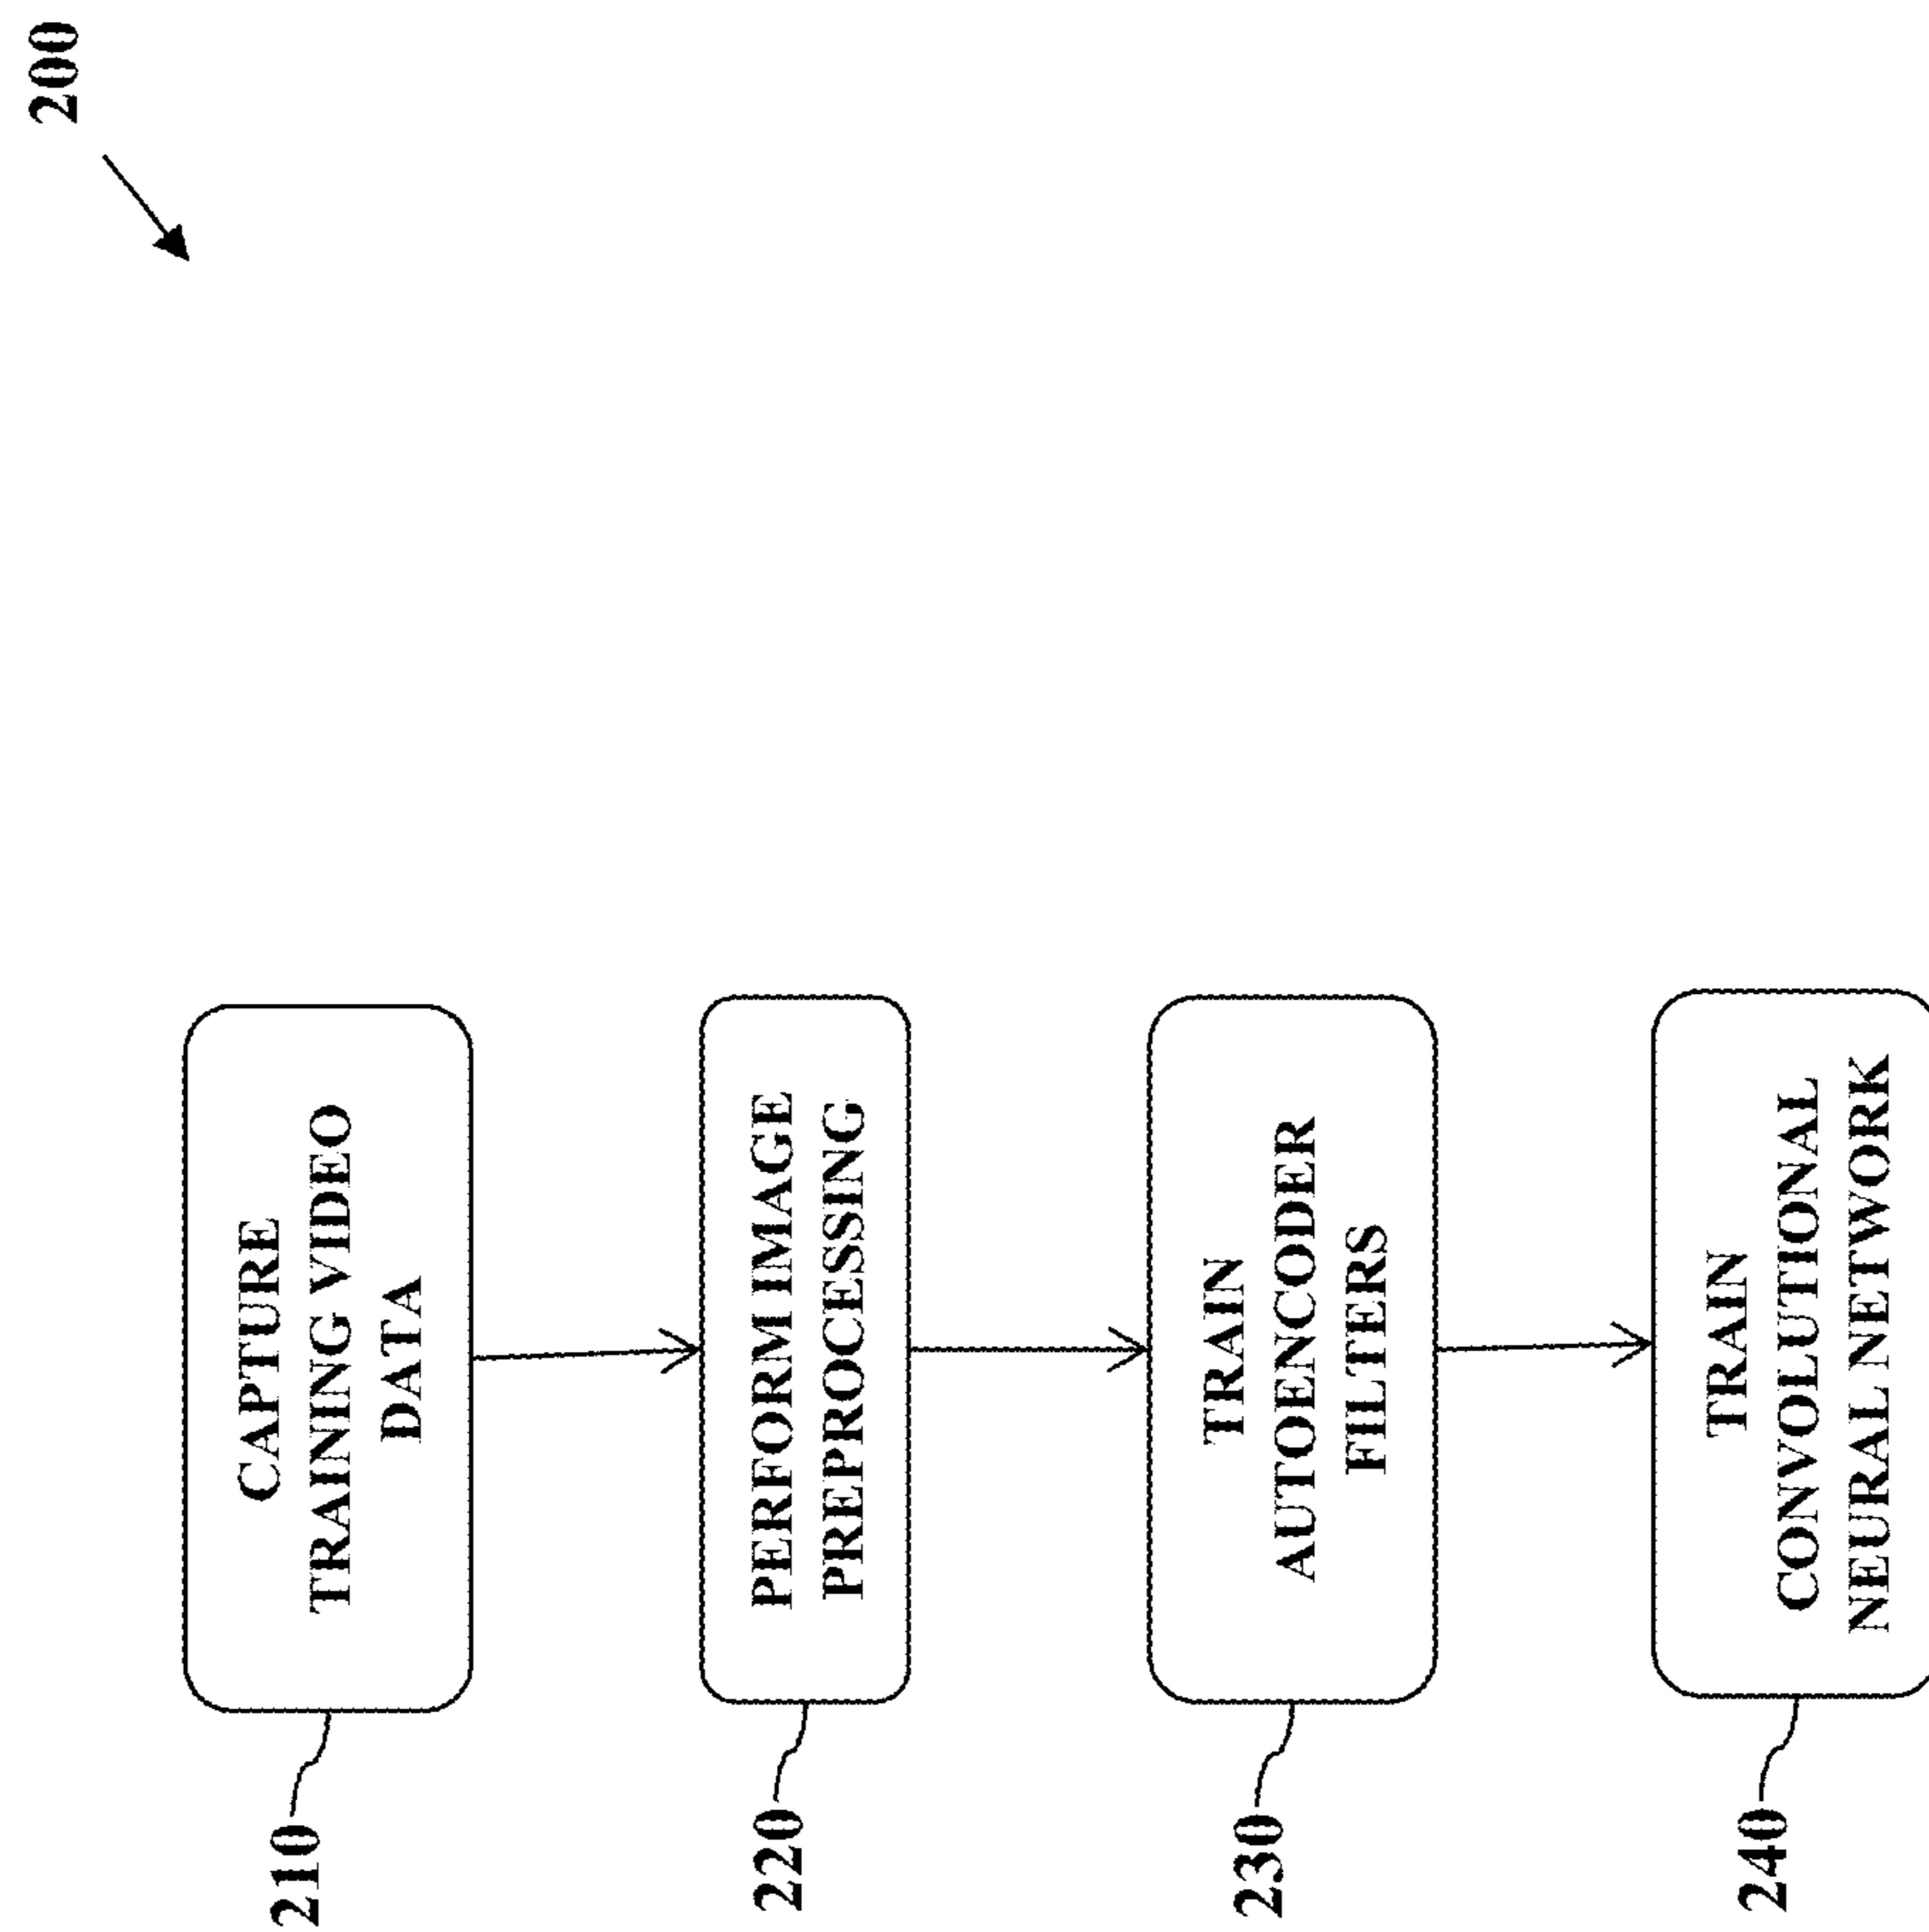 200
210
CAPTURE
TRAINING VIDEO
DATA
220
PERFORM IMAGE
PREPROCESSING
230
TRAIN
AUTOENCODER
FILTERS
240
TRAIN
CONVOLUTIONAL
NEURAL NETWORK